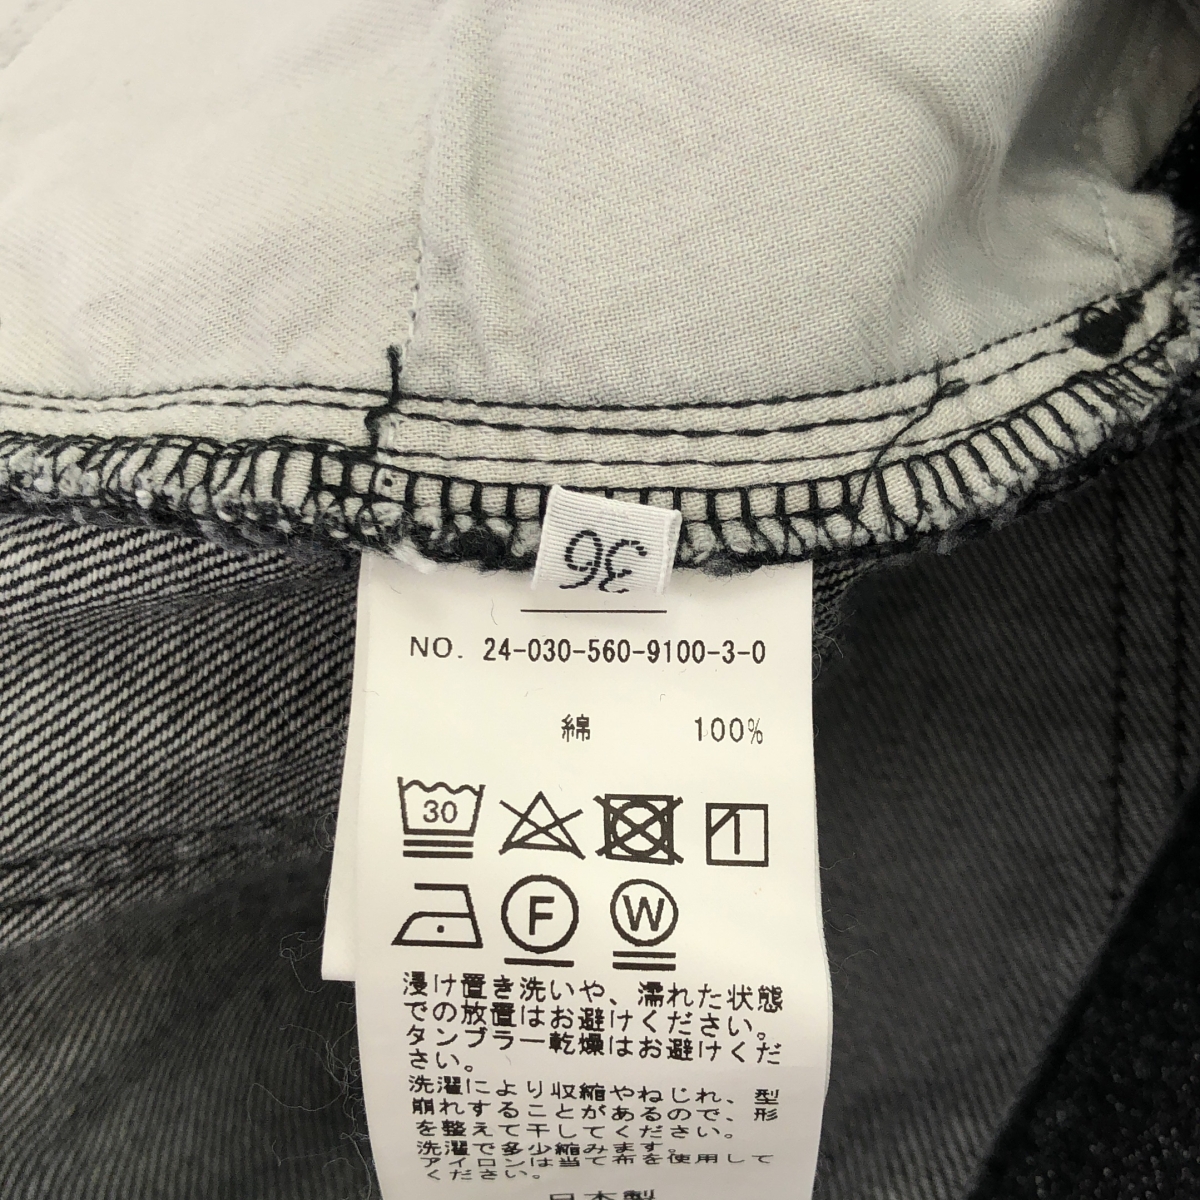 36
NO. 24-030-560-9100-3-0
綿 100%
30
F W
浸け置き洗いや、濡れた状態
での放置はお避けください。
タンブラー乾燥はお避けくだ
さい。
洗濯により収縮やねじれ、型
崩れすることがあるので、形
を整えて干してください。
洗濯で多少縮みます。
アイロンは当て布を使用して
ください。
日本製